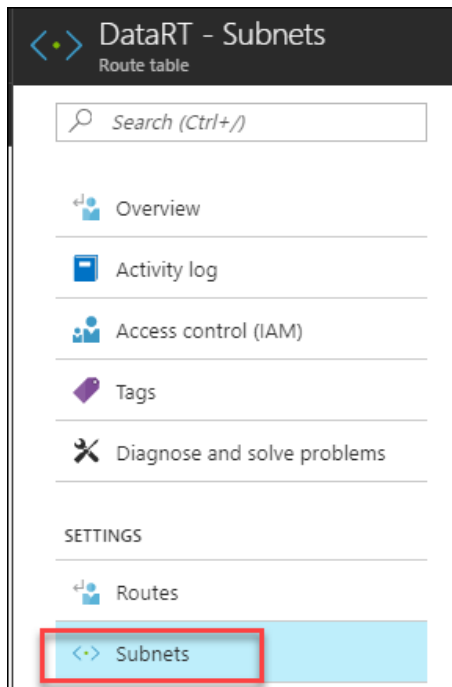 DataRT - Subnets
Route table
Search (Ctrl+/)
Overview
Activity log
Access control (IAM)
Tags
Diagnose and solve problems
SETTINGS
Routes
Subnets